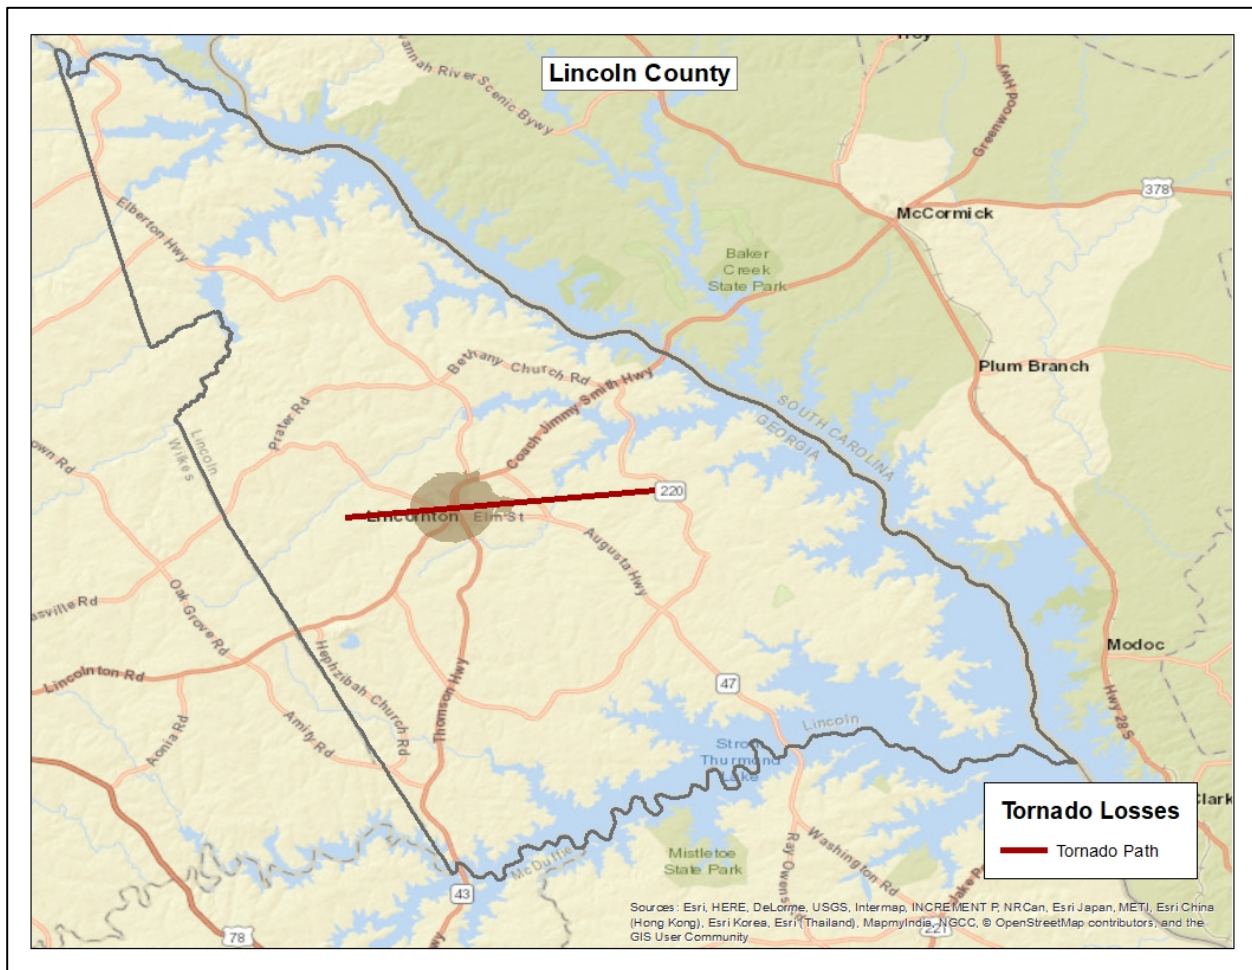 Lincoln County
River Scenic Bywy
Greenwood Hwy
378
McCormick
Elberton Hwy
Baker
Creek
State Park
Bethany Church Rd
Coach Jimmy Smith Hwy
Plum Branch
SOUTH CAROLINA
GEORGIA
Prater Rd
Lincoln
Wilkes
220
Elm St
Augusta Hwy
Oak Grove Rd
Modoc
Lincolnton Rd
Hephzibah Church Rd
Thomson Hwy
47
Hwy 28 S
Aonia Rd
Amity Rd
Lincoln
Strom
Thurmond
Lake
Tornado Losses
Tornado Path
McDuffie
Mistletoe
State Park
Washington Rd
43
78
221
Sources: Esri, HERE, DeLorme, USGS, Intermap, INCREMENT P, NRCan, Esri Japan, METI, Esri China
(Hong Kong), Esri Korea, Esri (Thailand), MapmyIndia, NGCC, © OpenStreetMap contributors, and the
GIS User Community